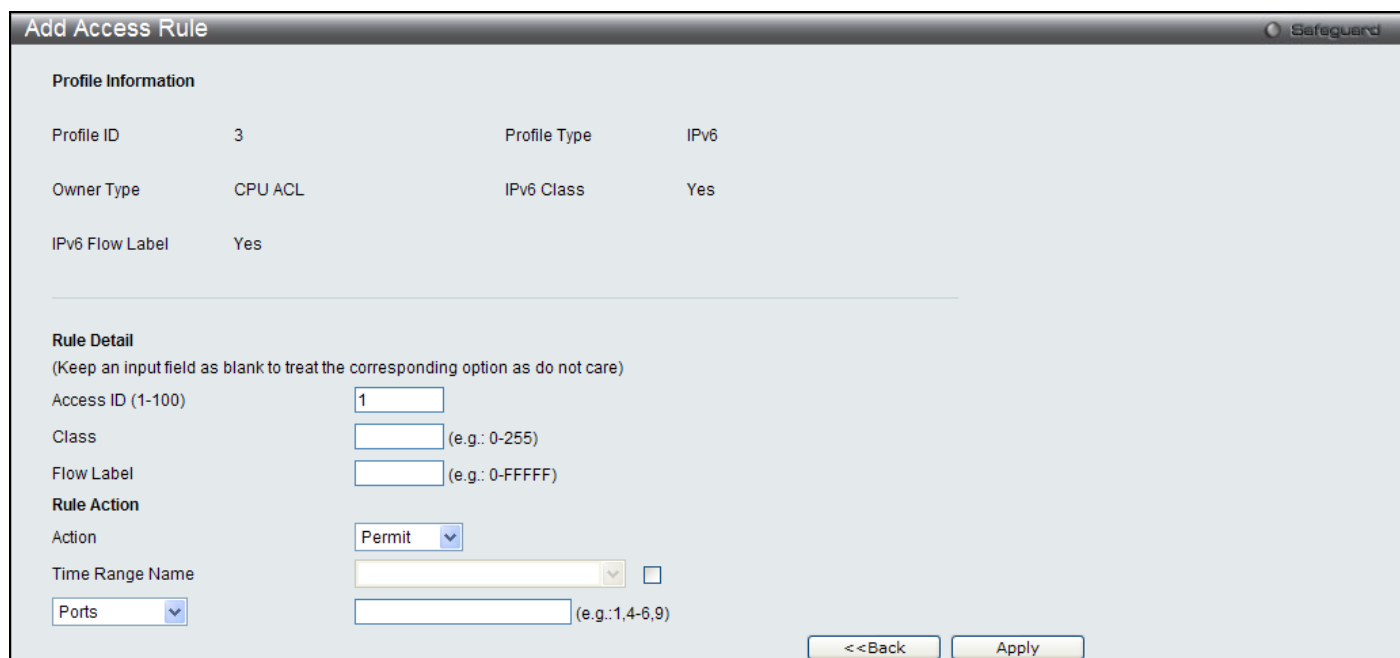 Add Access Rule
Safeguard
Profile Information
Profile ID 3 Profile Type IPv6
Owner Type CPU ACL IPv6 Class Yes
IPv6 Flow Label Yes
Rule Detail
(Keep an input field as blank to treat the corresponding option as do not care)
Access ID (1-100) 1
Class (e.g.: 0-255)
Flow Label (e.g.: 0-FFFFF)
Rule Action
Action Permit
Time Range Name
Ports (e.g.:1,4-6,9)
<<Back Apply